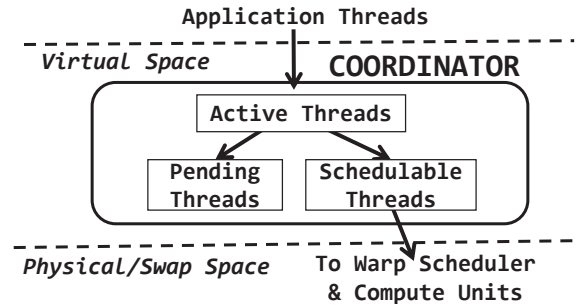 Application Threads
Virtual Space
COORDINATOR
Active Threads
Pending
Threads
Schedulable
Threads
Physical/Swap Space
To Warp Scheduler
& Compute Units